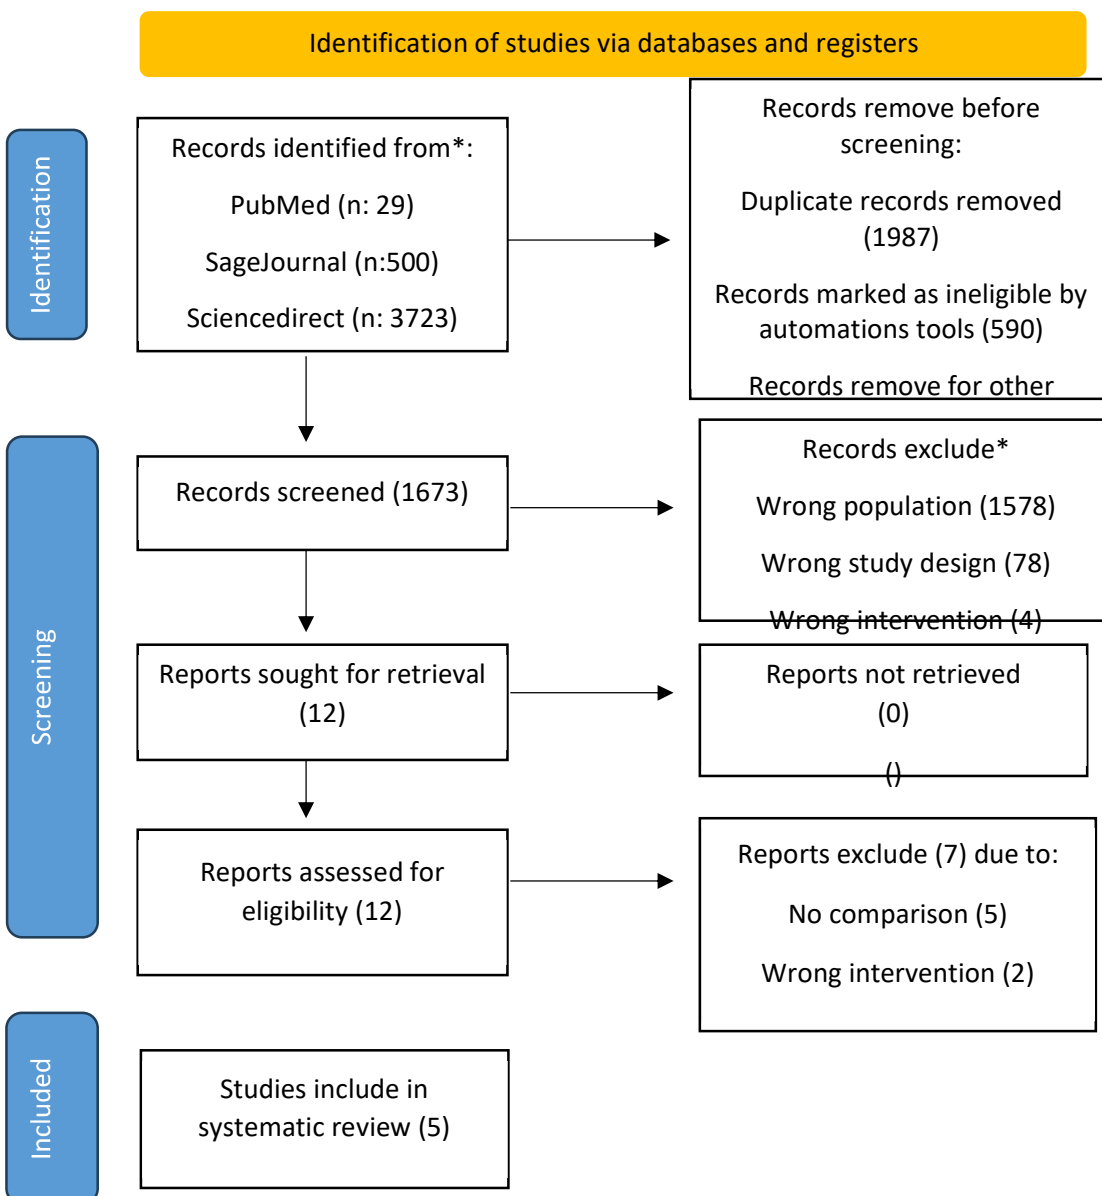 Identification of studies via databases and registers
Identification
Records identified from*:
PubMed (n: 29)
SageJournal (n:500)
Sciencedirect (n: 3723)
Records remove before
screening:
Duplicate records removed
(1987)
Records marked as ineligible by
automations tools (590)
Records remove for other
Screening
Records screened (1673)
Records exclude*
Wrong population (1578)
Wrong study design (78)
Wrong intervention (4)
Reports sought for retrieval
(12)
Reports not retrieved
(0)
()
Reports assessed for
eligibility (12)
Reports exclude (7) due to:
No comparison (5)
Wrong intervention (2)
Included
Studies include in
systematic review (5)